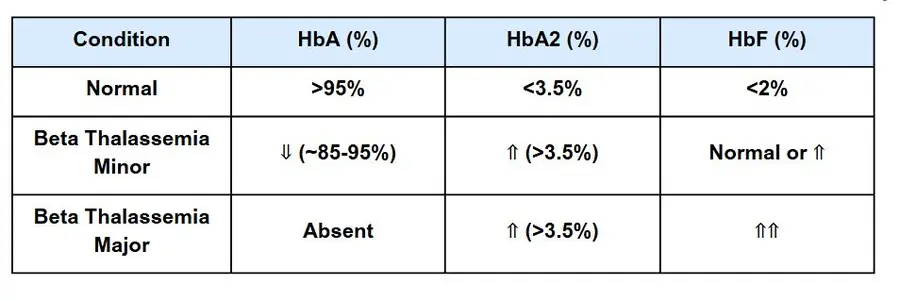 Condition HbA (%) HbA2 (%) HbF (%)
Normal >95% <3.5% <2%
Beta Thalassemia
Minor
⇓ (~85-95%) ⇑ (>3.5%) Normal or ⇑
Beta Thalassemia
Major
Absent ⇑ (>3.5%) ⇑⇑